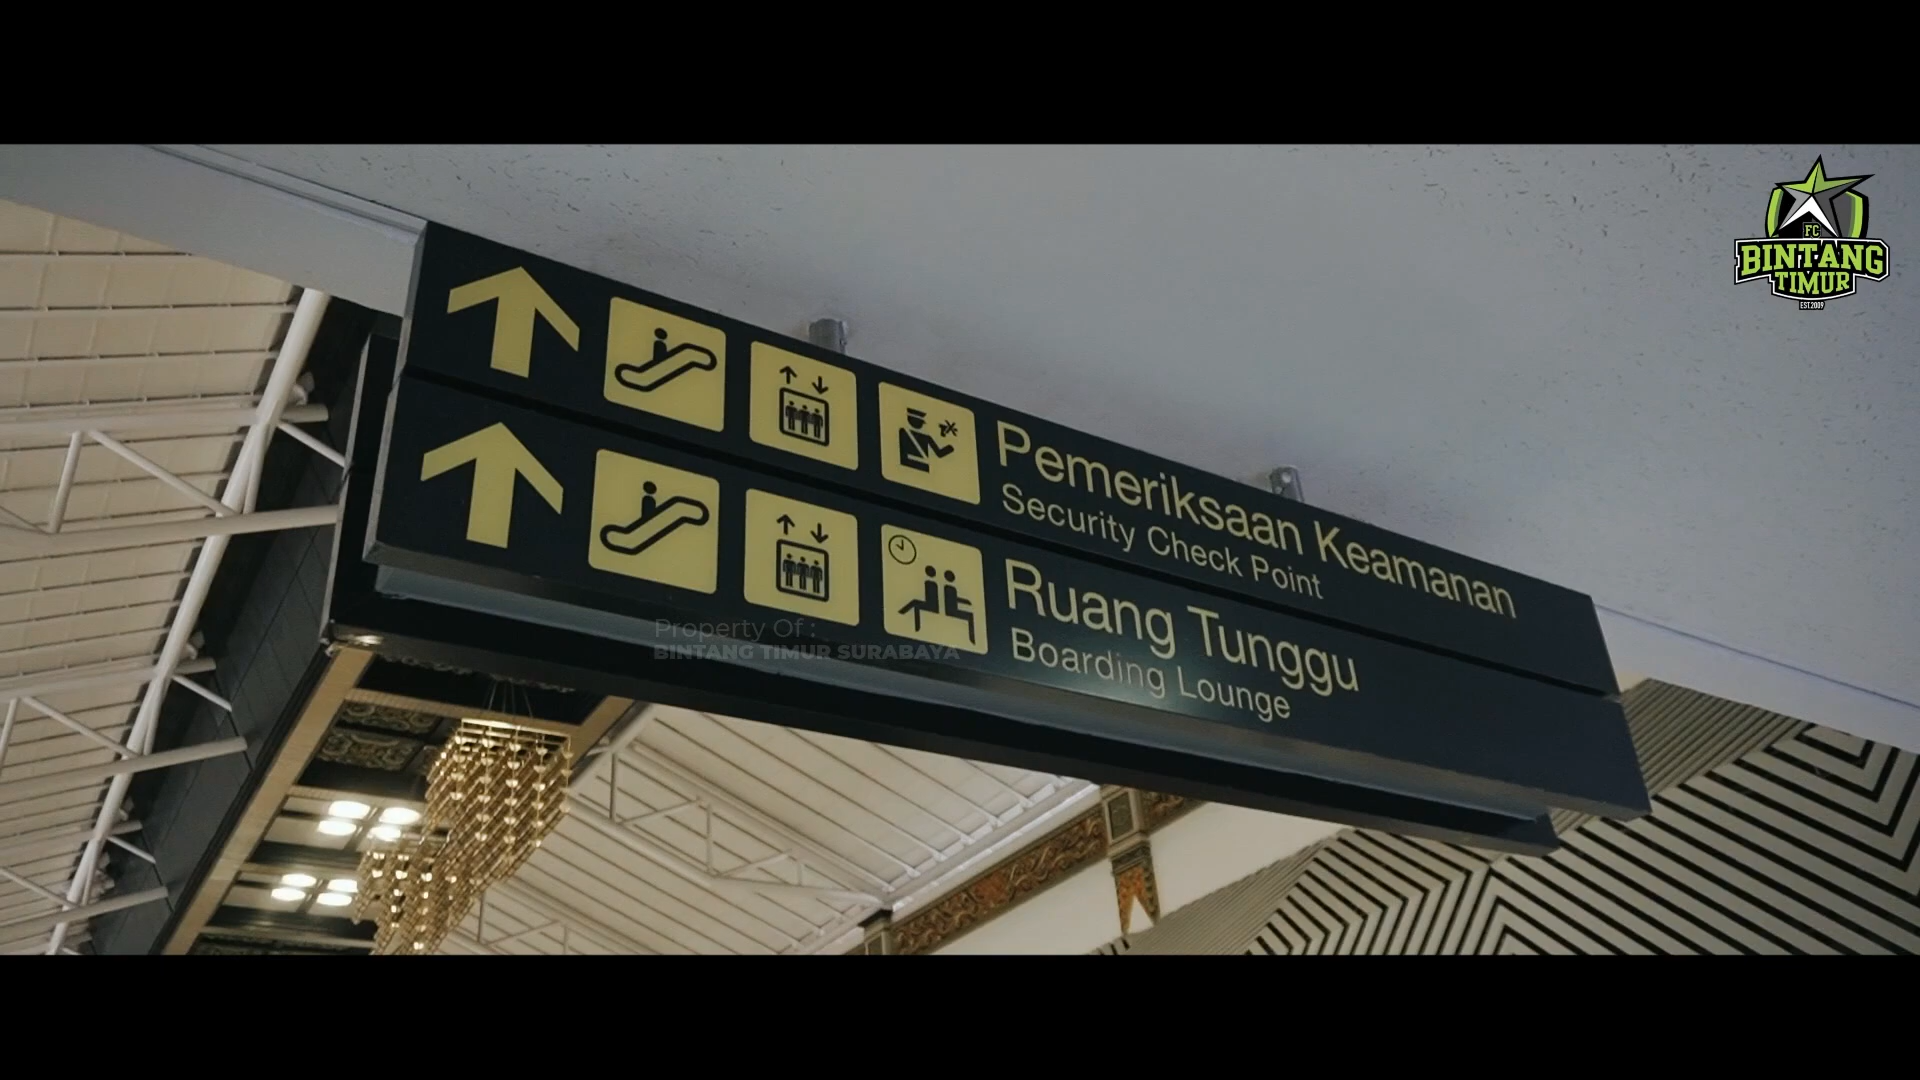 Pemeriksaan Keamanan
Security Check Point
Ruang Tunggu
Boarding Lounge
Property Of :
BINTANG TIMUR SURABAYA
FC
BINTANG
TIMUR
EST.2009